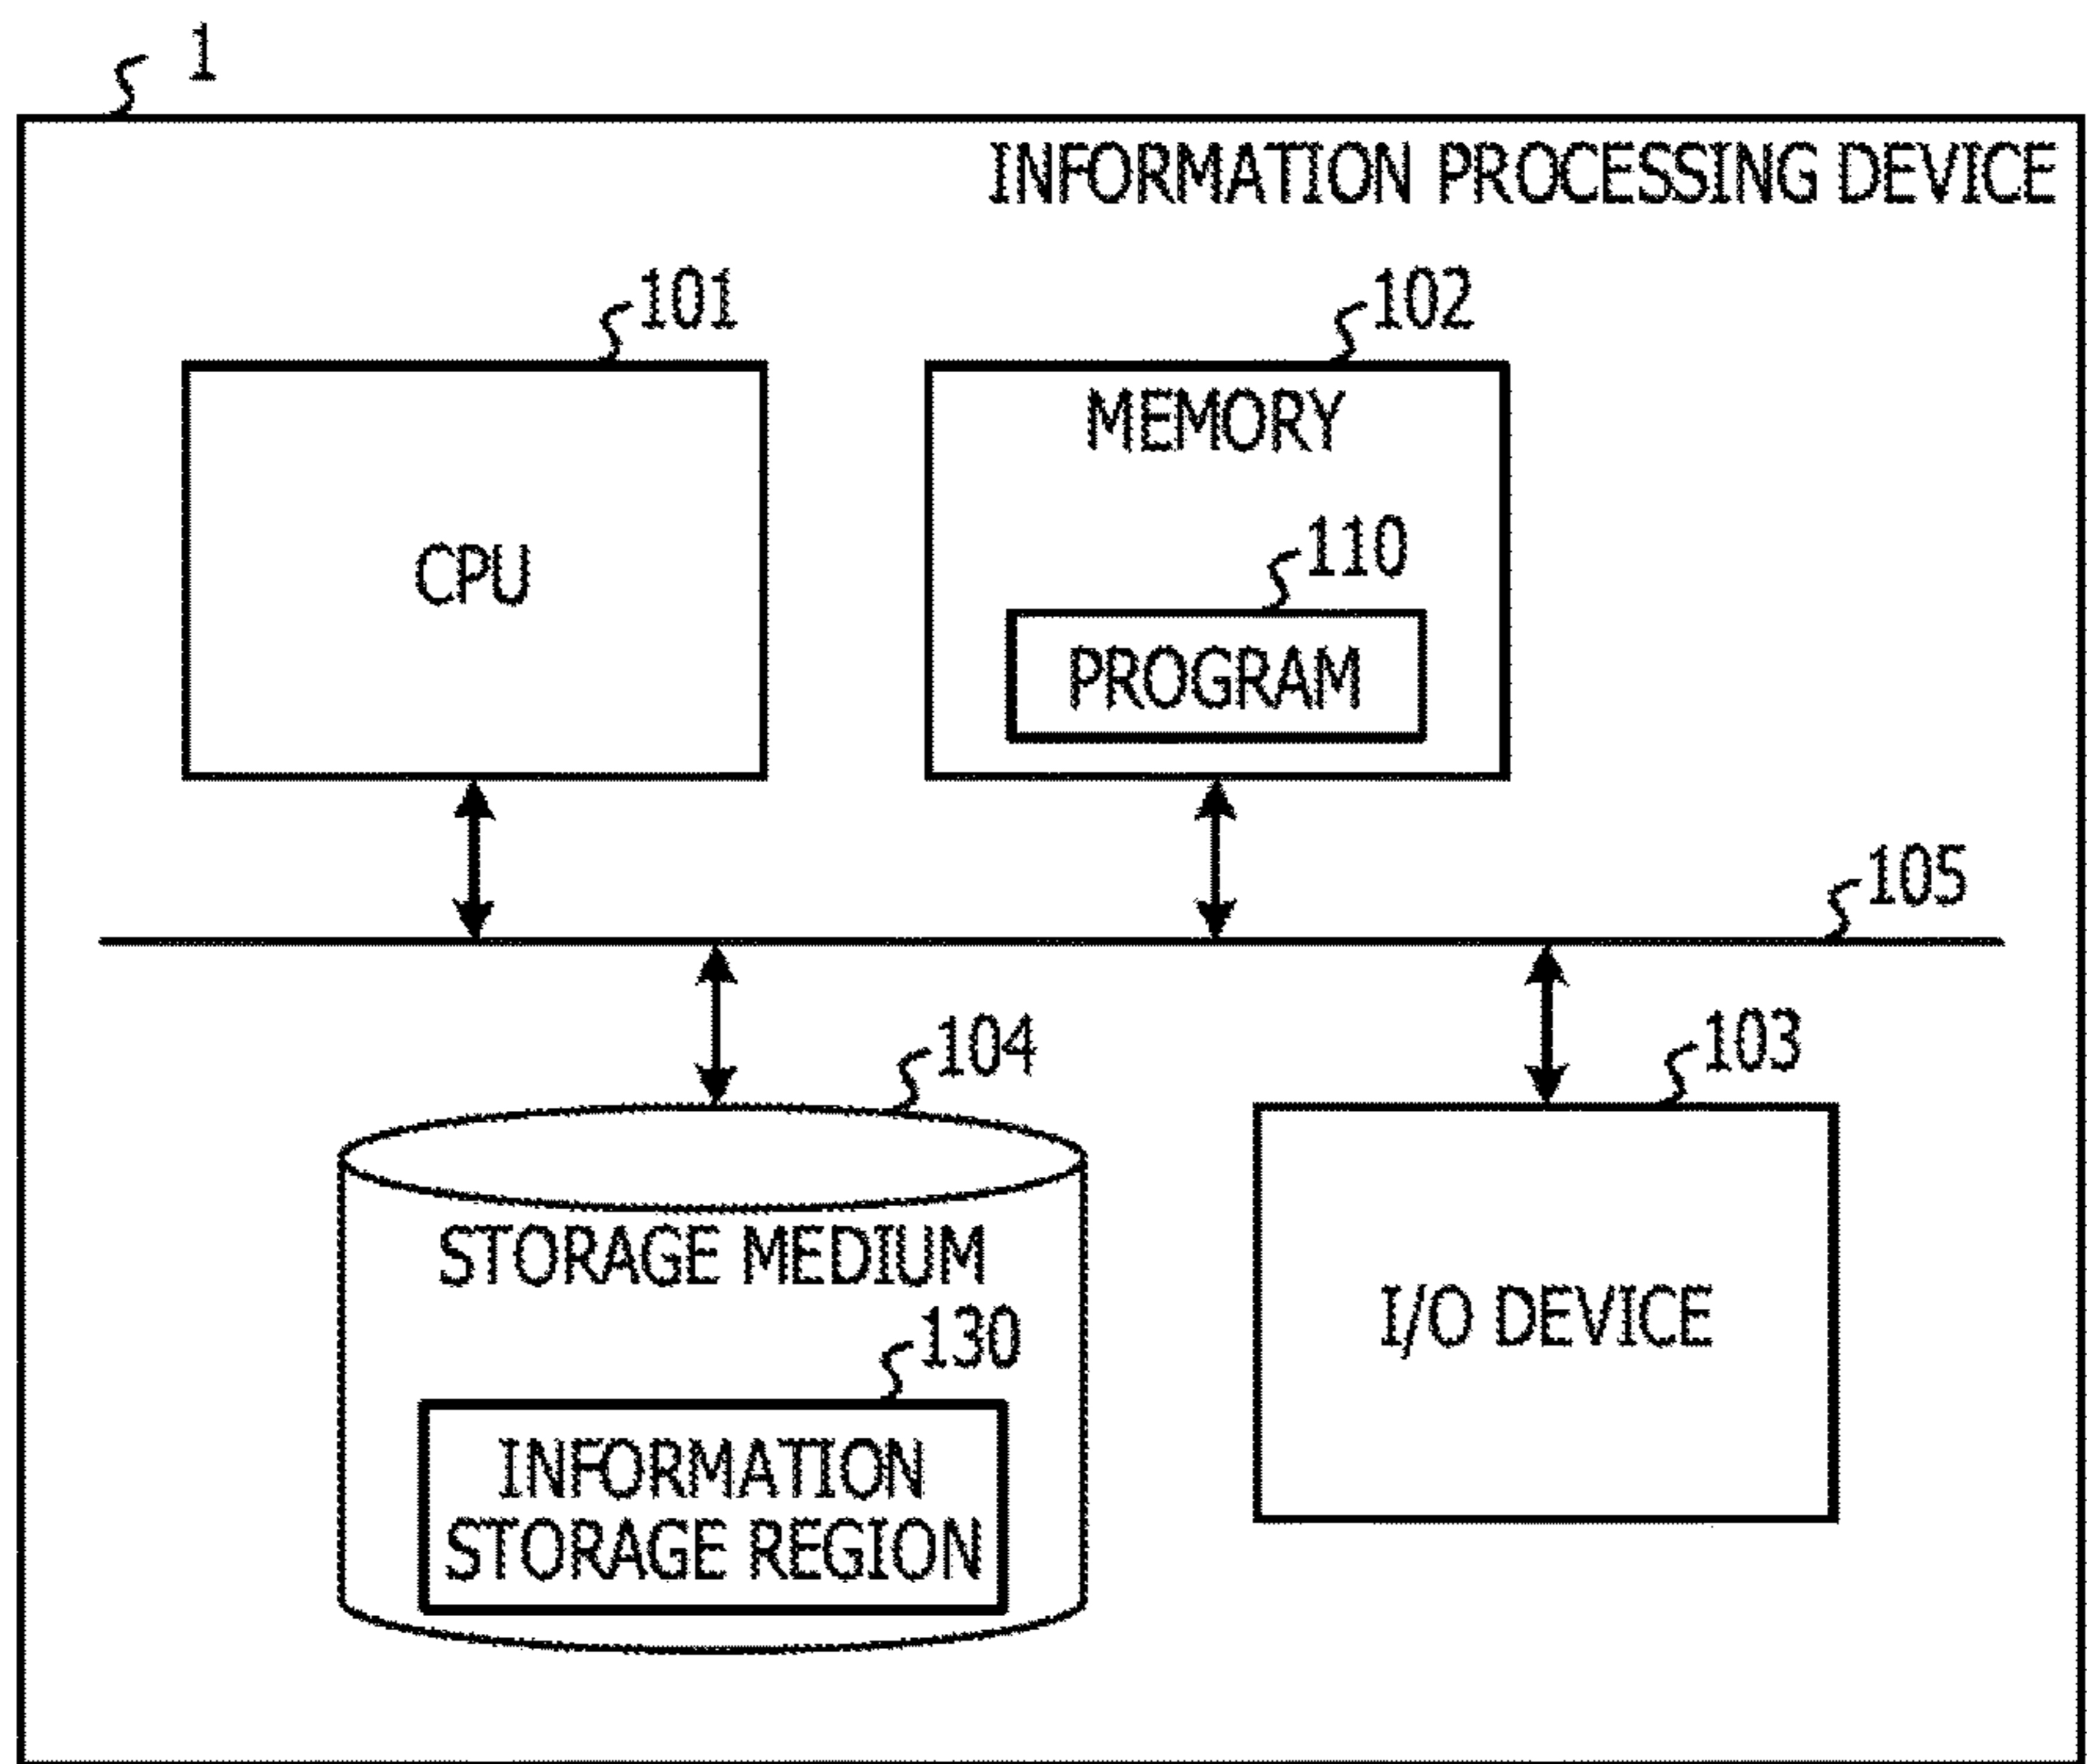 1
INFORMATION PROCESSING DEVICE
101
102
CPU
MEMORY
110
PROGRAM
105
104
103
STORAGE MEDIUM
130
INFORMATION
STORAGE REGION
I/O DEVICE